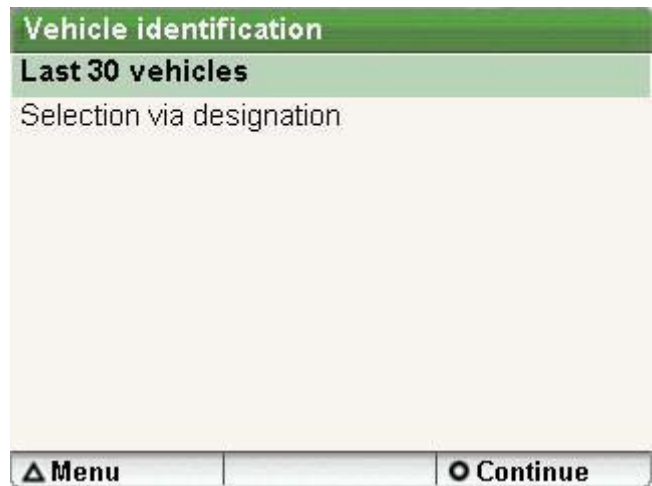 Vehicle identification
Last 30 vehicles
Selection via designation
Menu
Continue